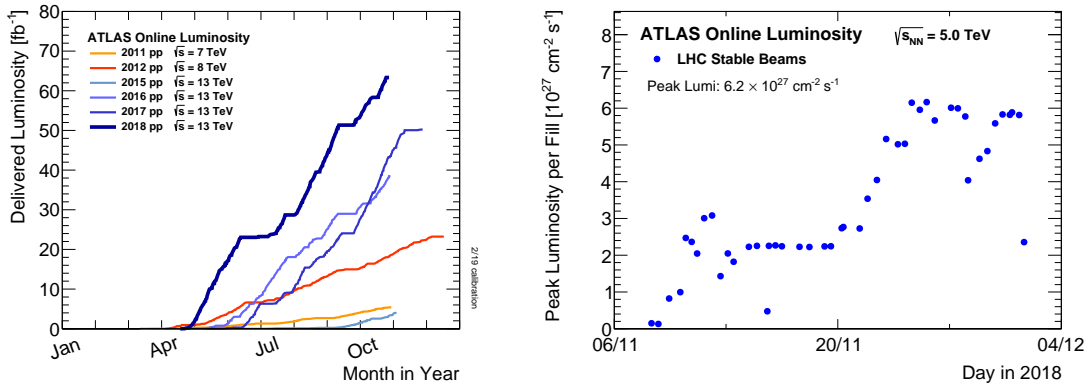 Delivered Luminosity [fb⁻¹]
80
70
60
50
40
30
20
10
0
ATLAS Online Luminosity
2011 pp √s = 7 TeV
2012 pp √s = 8 TeV
2015 pp √s = 13 TeV
2016 pp √s = 13 TeV
2017 pp √s = 13 TeV
2018 pp √s = 13 TeV
2/19 calibration
Jan
Apr
Jul
Oct
Month in Year
Peak Luminosity per Fill [10²⁷ cm⁻² s⁻¹]
8
7
6
5
4
3
2
1
0
ATLAS Online Luminosity √sNN = 5.0 TeV
LHC Stable Beams
Peak Lumi: 6.2 × 10²⁷ cm⁻² s⁻¹
06/11
20/11
04/12
Day in 2018